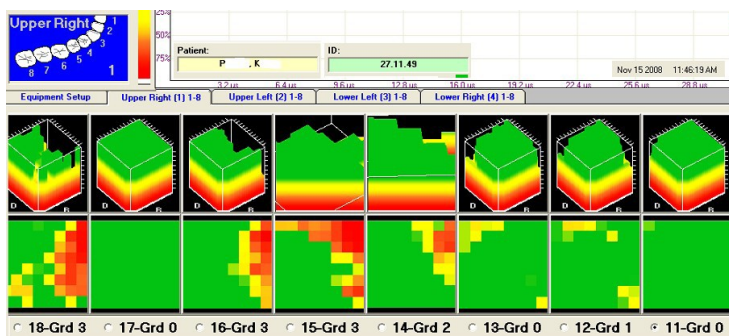 Upper Right
1
2
3
4
5
6
7
8
1
25%
50%
75%
Patient:
P , K
ID:
27.11.49
Nov 15 2008 11:46:19 AM
3.2 us 6.4 us 9.6 us 12.8 us 16.0 us 19.2 us 22.4 us 25.6 us 28.8 us
Equipment Setup Upper Right (1) 1-8 Upper Left (2) 1-8 Lower Left (3) 1-8 Lower Right (4) 1-8
D B D B D B D B D B D B
18-Grd 3 17-Grd 0 16-Grd 3 15-Grd 3 14-Grd 2 13-Grd 0 12-Grd 1 11-Grd 0